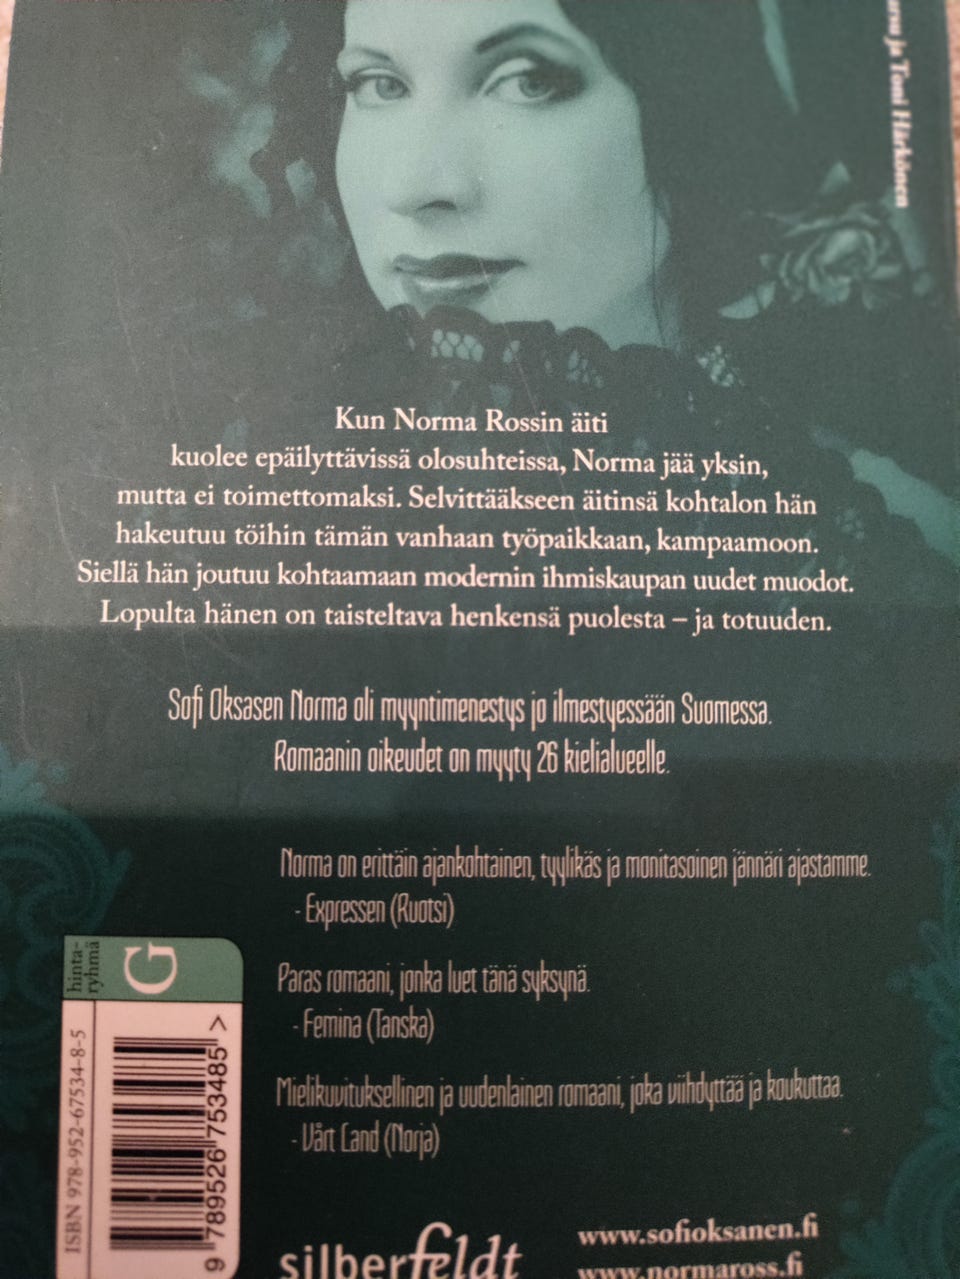 ja Toni Härkönen
Kun Norma Rossin äiti
kuolee epäilyttävissä olosuhteissa, Norma jää yksin,
mutta ei toimettomaksi. Selvittääkseen äitinsä kohtalon hän
hakeutuu töihin tämän vanhaan työpaikkaan, kampaamoon.
Siellä hän joutuu kohtaamaan modernin ihmiskaupan uudet muodot.
Lopulta hänen on taisteltava henkensä puolesta – ja totuuden.
Sofi Oksasen Norma oli myyntimenestys jo ilmestyessään Suomessa.
Romaanin oikeudet on myyty 26 kielialueelle.
Norma on erittäin ajankohtainen, tyylikäs ja monitasoinen jännäri ajastamme.
- Expressen (Ruotsi)
Paras romaani, jonka luet tänä syksynä.
- Femina (Tanska)
Mielikuvituksellinen ja uudenlainen romaani, joka viihdyttää ja koukuttaa.
- Vårt Land (Norja)
hinta-
ryhmä
G
ISBN 978-952-67534-8-5
9 789526 753485 >
silberfeldt
www.sofioksanen.fi
www.normaross.fi